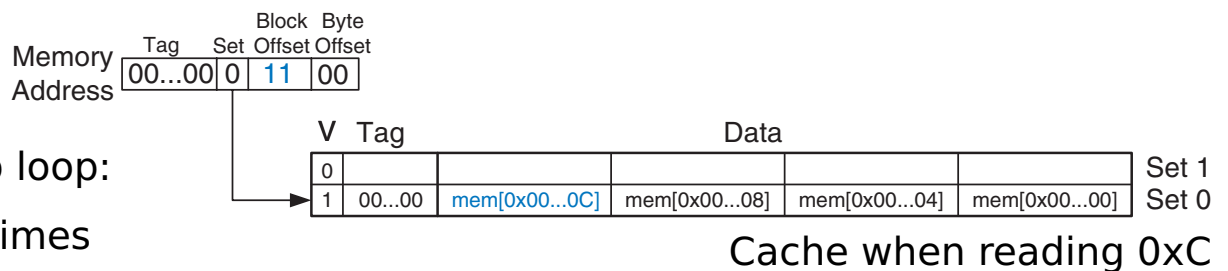 Block Byte
Tag Set Offset Offset
Memory Address 00...00 0 11 00
V Tag Data
loop:
0 Set 1
1 00...00 mem[0x00...0C] mem[0x00...08] mem[0x00...04] mem[0x00...00] Set 0
Cache when reading 0xC